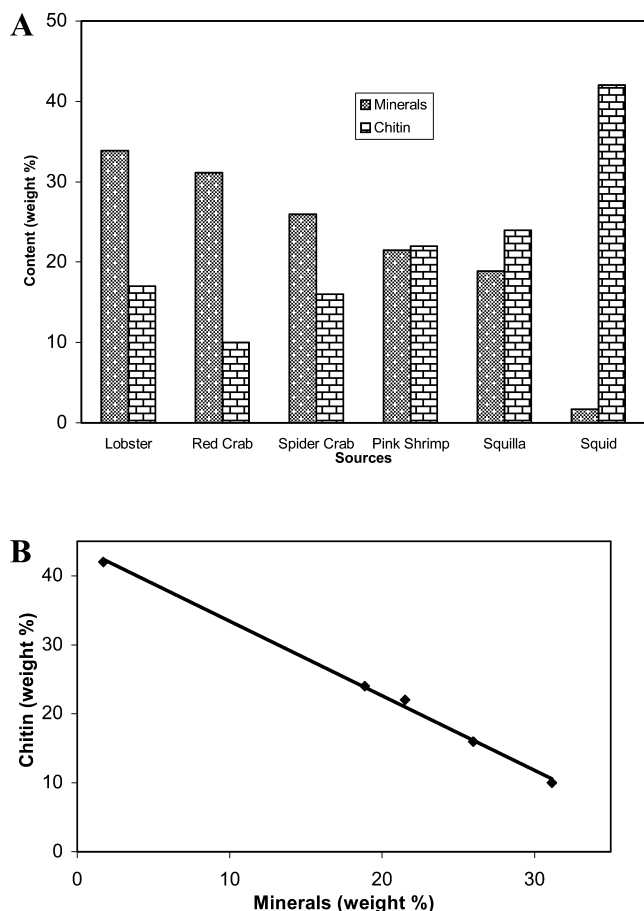 A
50
40
30
20
10
0
Content (weight %)
Minerals
Chitin
Lobster Red Crab Spider Crab Pink Shrimp Squilla Squid
Sources
B
40
30
20
10
0
Chitin (weight %)
0 10 20 30
Minerals (weight %)